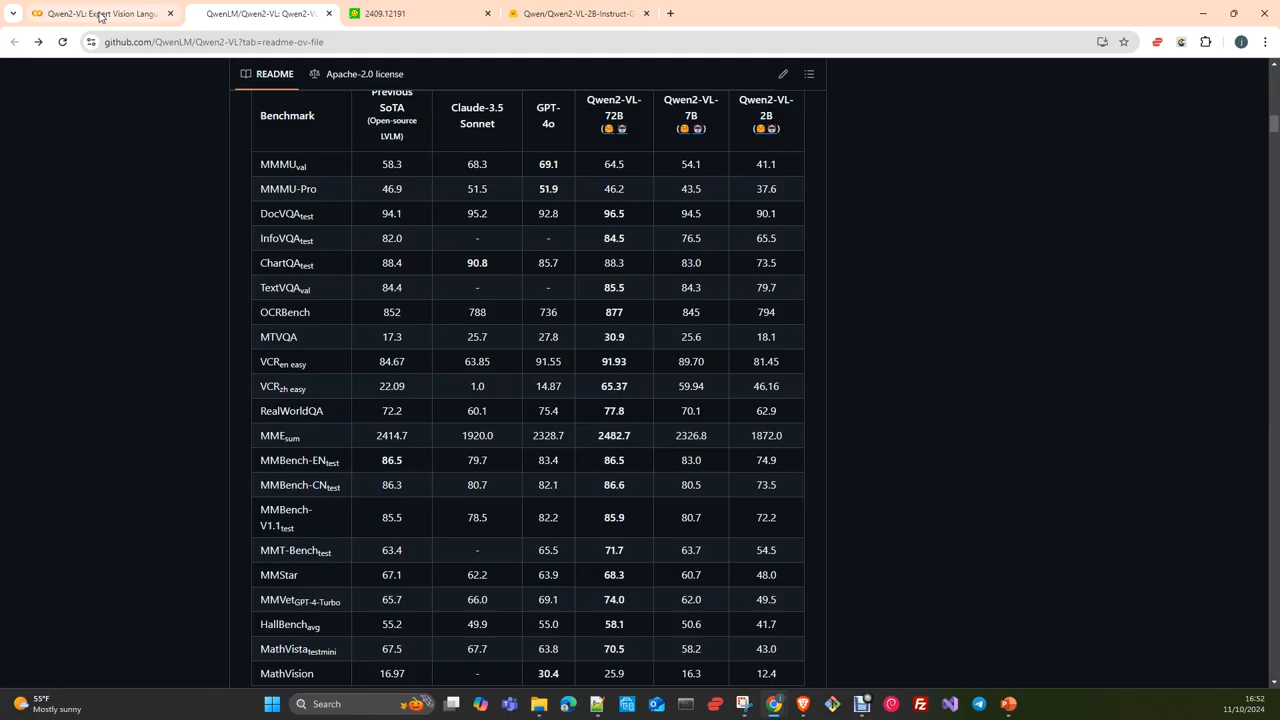 Qwen2-VL: Expert Vision Langu
QwenLM/Qwen2-VL: Qwen2-V
2409.12191
Qwen/Qwen2-VL-2B-Instruct-G
github.com/QwenLM/Qwen2-VL?tab=readme-ov-file
README
Apache-2.0 license
Benchmark Previous SoTA (Open-source LVLM) Claude-3.5 Sonnet GPT-4o Qwen2-VL-72B Qwen2-VL-7B Qwen2-VL-2B
MMMUval 58.3 68.3 69.1 64.5 54.1 41.1
MMMU-Pro 46.9 51.5 51.9 46.2 43.5 37.6
DocVQAtest 94.1 95.2 92.8 96.5 94.5 90.1
InfoVQAtest 82.0 - - 84.5 76.5 65.5
ChartQAtest 88.4 90.8 85.7 88.3 83.0 73.5
TextVQAval 84.4 - - 85.5 84.3 79.7
OCRBench 852 788 736 877 845 794
MTVQA 17.3 25.7 27.8 30.9 25.6 18.1
VCRen easy 84.67 63.85 91.55 91.93 89.70 81.45
VCRzh easy 22.09 1.0 14.87 65.37 59.94 46.16
RealWorldQA 72.2 60.1 75.4 77.8 70.1 62.9
MMEsum 2414.7 1920.0 2328.7 2482.7 2326.8 1872.0
MMBench-ENtest 86.5 79.7 83.4 86.5 83.0 74.9
MMBench-CNtest 86.3 80.7 82.1 86.6 80.5 73.5
MMBench-V1.1test 85.5 78.5 82.2 85.9 80.7 72.2
MMT-Benchtest 63.4 - 65.5 71.7 63.7 54.5
MMStar 67.1 62.2 63.9 68.3 60.7 48.0
MMVetGPT-4-Turbo 65.7 66.0 69.1 74.0 62.0 49.5
HallBenchavg 55.2 49.9 55.0 58.1 50.6 41.7
MathVistatestmini 67.5 67.7 63.8 70.5 58.2 43.0
MathVision 16.97 - 30.4 25.9 16.3 12.4
55°F
Mostly sunny
Search
16:52
11/10/2024